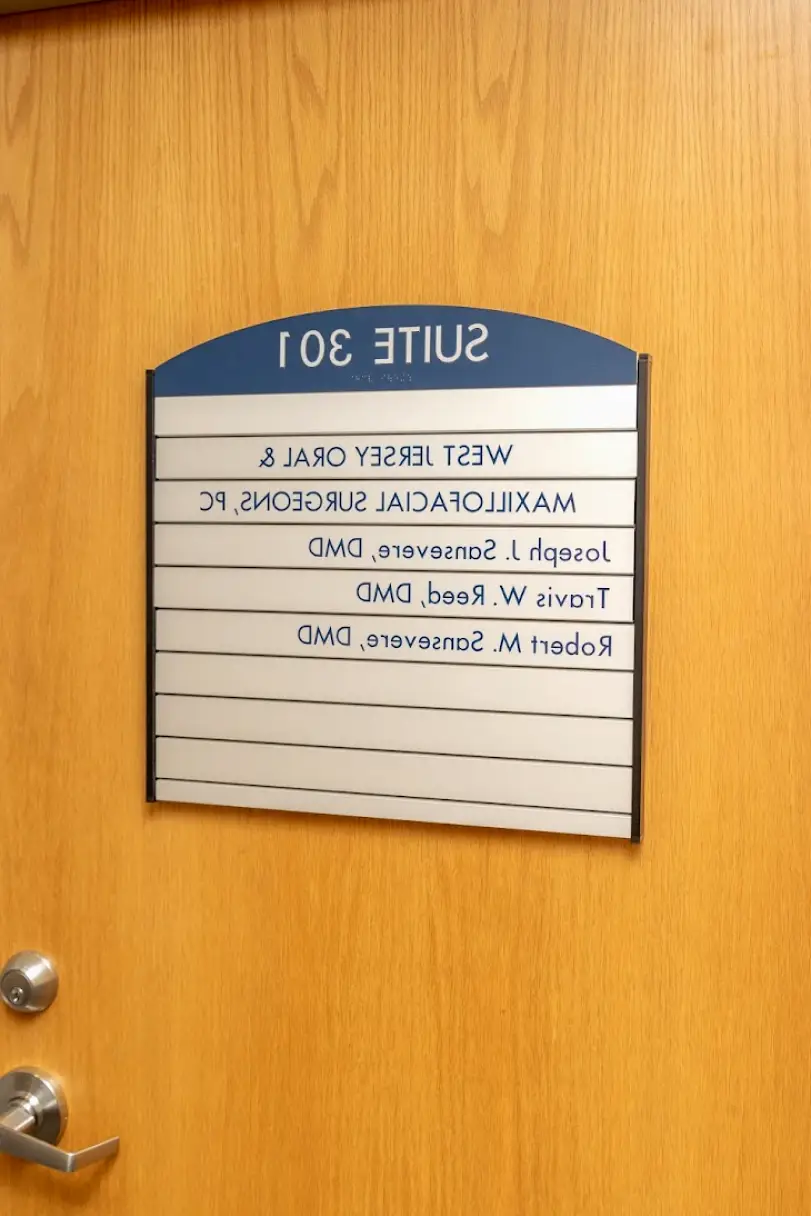 SUITE 301
WEST JERSEY ORAL &
MAXILLOFACIAL SURGEONS, PC
Joseph J. Sansevere, DMD
Travis W. Reed, DMD
Robert M. Sansevere, DMD